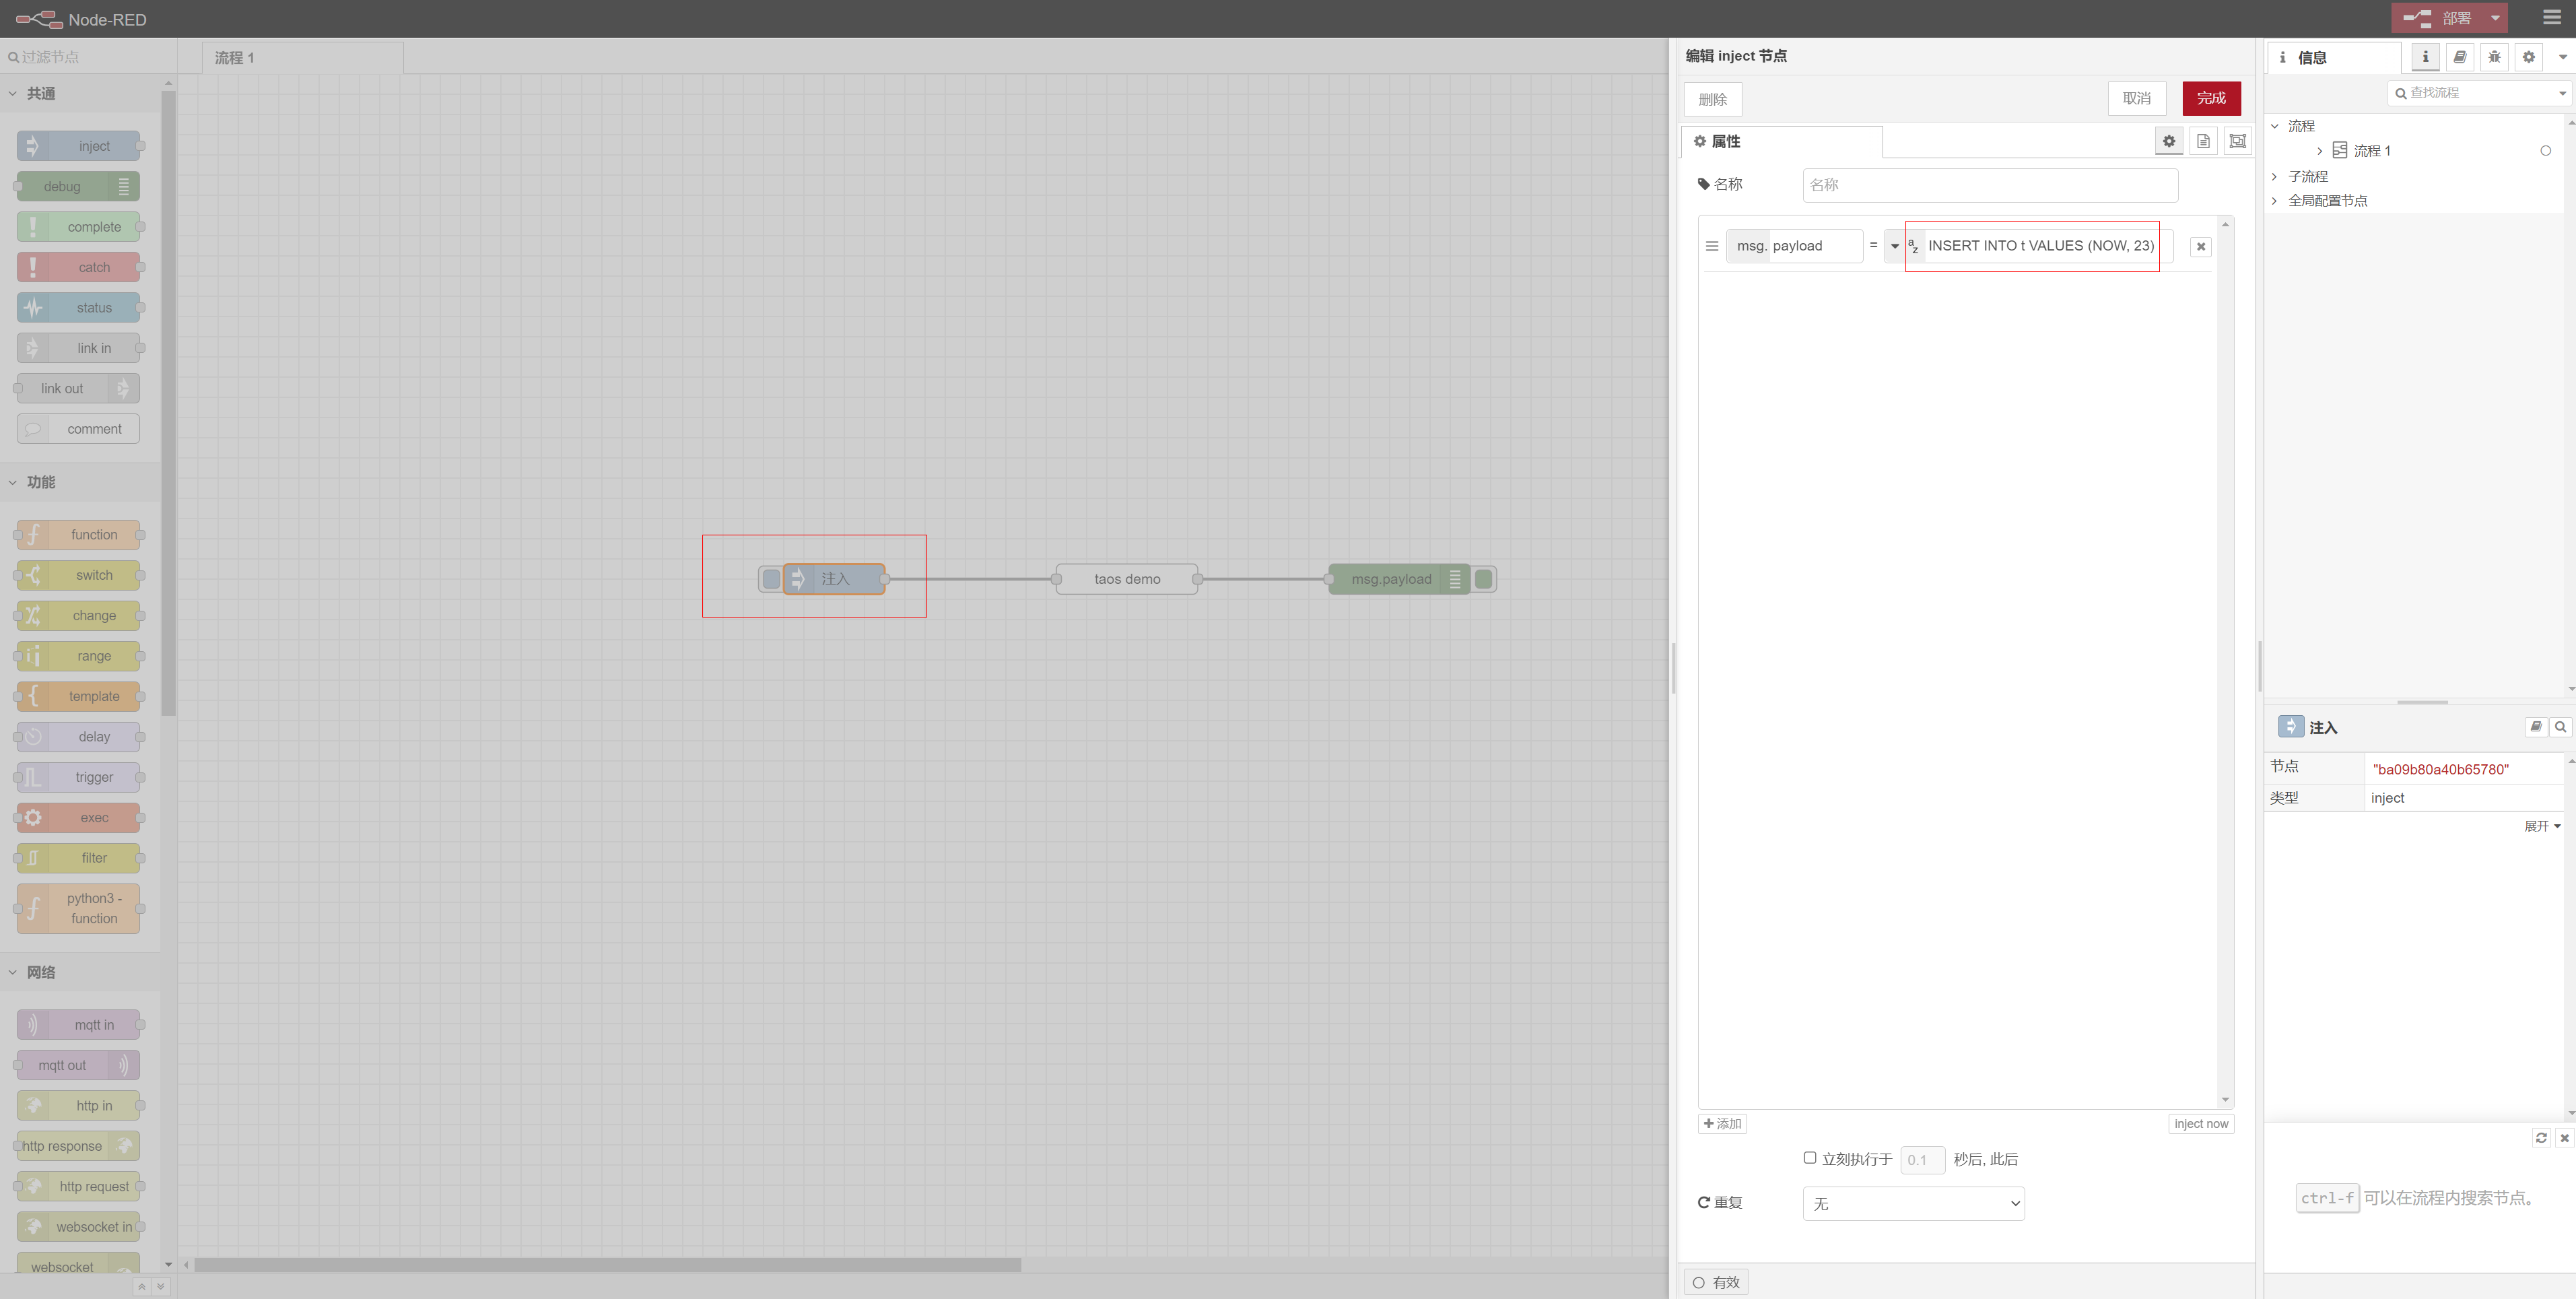 Node-RED
部署
过滤节点
流程 1
共通
inject
debug
complete
catch
status
link in
link out
comment
功能
function
switch
change
range
template
delay
trigger
exec
filter
python3 -
function
网络
mqtt in
mqtt out
http in
http response
http request
websocket in
websocket
注入
taos demo
msg.payload
编辑 inject 节点
删除
取消
完成
属性
名称
名称
msg. payload = az INSERT INTO t VALUES (NOW, 23)
添加
inject now
立刻执行于 0.1 秒后, 此后
重复
无
有效
信息
查找流程
流程
流程 1
子流程
全局配置节点
注入
节点 "ba09b80a40b65780"
类型 inject
展开
ctrl-f 可以在流程内搜索节点。